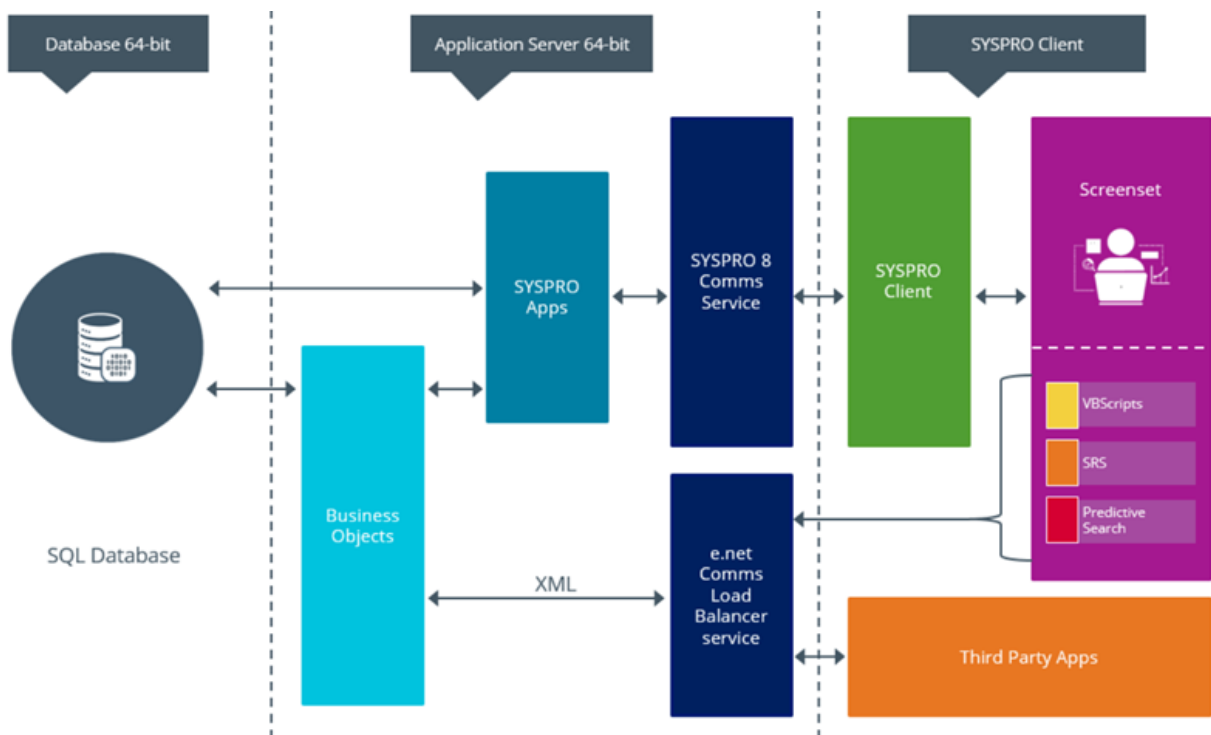 Database 64-bit
Application Server 64-bit
SYSPRO Client
SQL Database
Business
Objects
SYSPRO
Apps
XML
SYSPRO 8
Comms
Service
e.net
Comms
Load
Balancer
service
SYSPRO
Client
Screenset
VBScripts
SRS
Predictive
Search
Third Party Apps